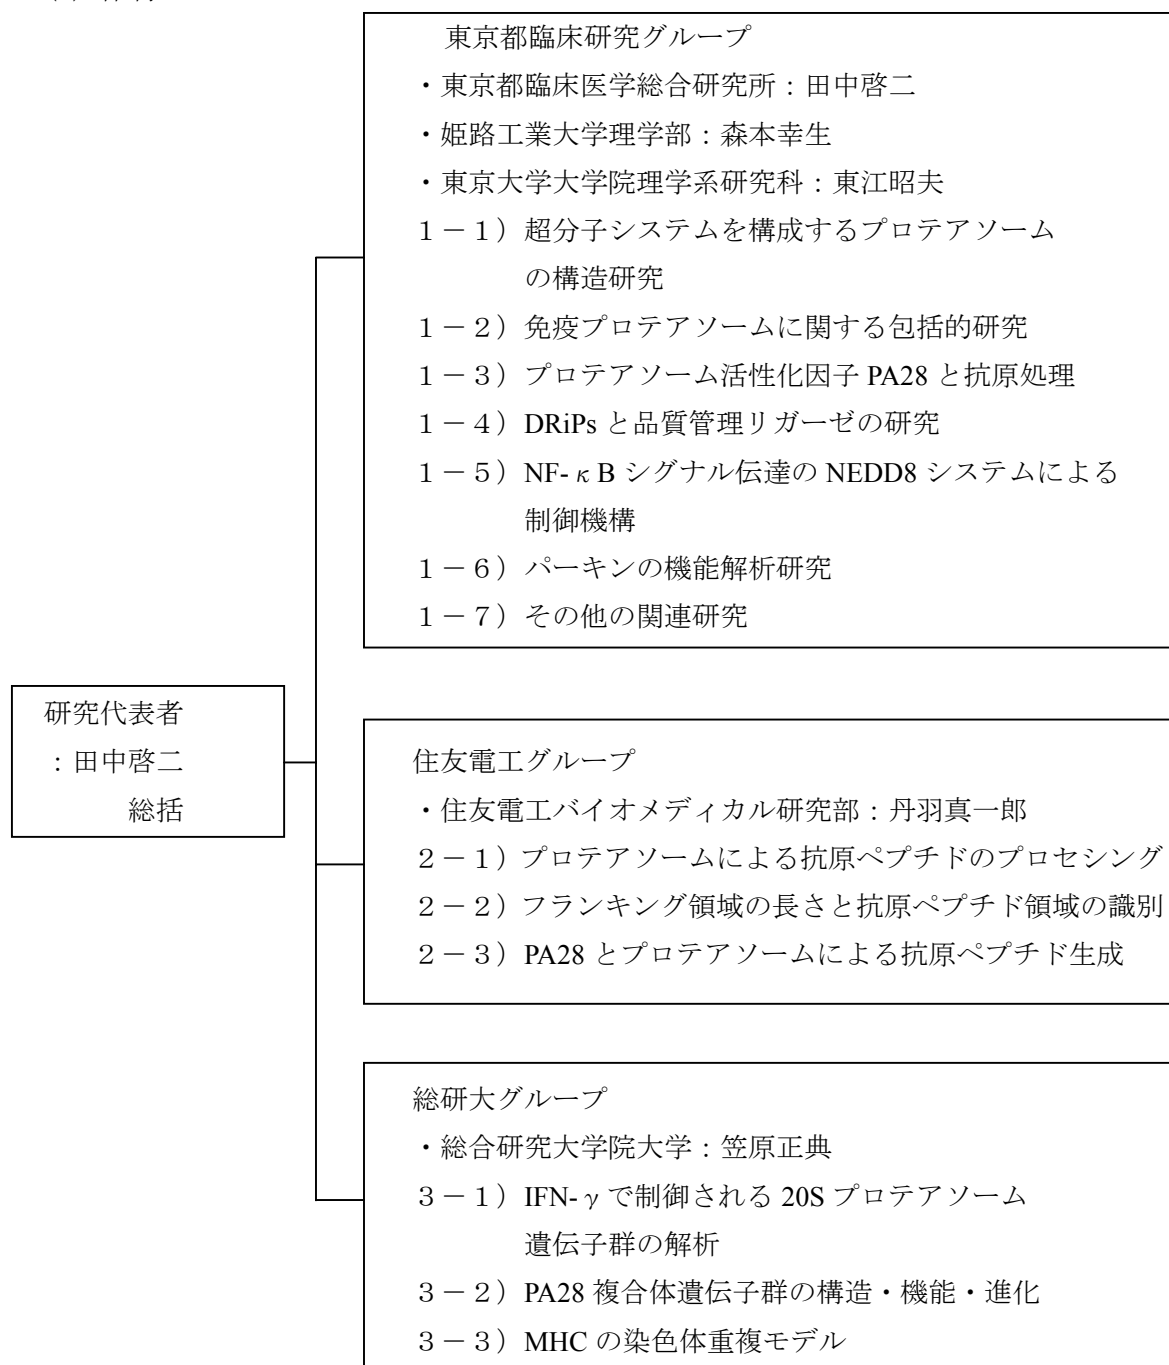 研究代表者
：田中啓二
総括
東京都臨床研究グループ
・東京都臨床医学総合研究所：田中啓二
・姫路工業大学理学部：森本幸生
・東京大学大学院理学系研究科：東江昭夫
１－１）超分子システムを構成するプロテアソーム
の構造研究
１－２）免疫プロテアソームに関する包括的研究
１－３）プロテアソーム活性化因子 PA28 と抗原処理
１－４）DRiPs と品質管理リガーゼの研究
１－５）NF-κB シグナル伝達の NEDD8 システムによる
制御機構
１－６）パーキンの機能解析研究
１－７）その他の関連研究
住友電工グループ
・住友電工バイオメディカル研究部：丹羽真一郎
２－１）プロテアソームによる抗原ペプチドのプロセシング
２－２）フランキング領域の長さと抗原ペプチド領域の識別
２－３）PA28 とプロテアソームによる抗原ペプチド生成
総研大グループ
・総合研究大学院大学：笠原正典
３－１）IFN-γで制御される 20S プロテアソーム
遺伝子群の解析
３－２）PA28 複合体遺伝子群の構造・機能・進化
３－３）MHC の染色体重複モデル